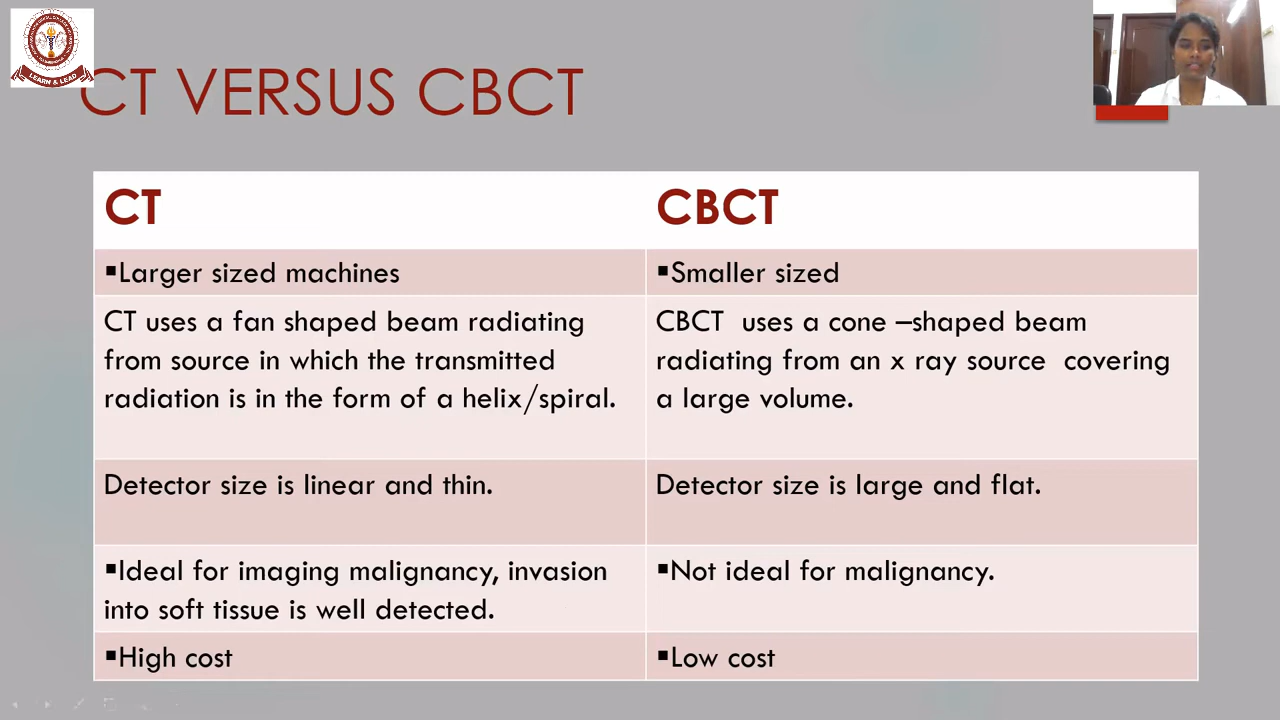 LEARN & LEAD
CT VERSUS CBCT
CT
CBCT
▪Larger sized machines
▪Smaller sized
CT uses a fan shaped beam radiating
from source in which the transmitted
radiation is in the form of a helix/spiral.
CBCT uses a cone –shaped beam
radiating from an x ray source covering
a large volume.
Detector size is linear and thin.
Detector size is large and flat.
▪Ideal for imaging malignancy, invasion
into soft tissue is well detected.
▪Not ideal for malignancy.
▪High cost
▪Low cost